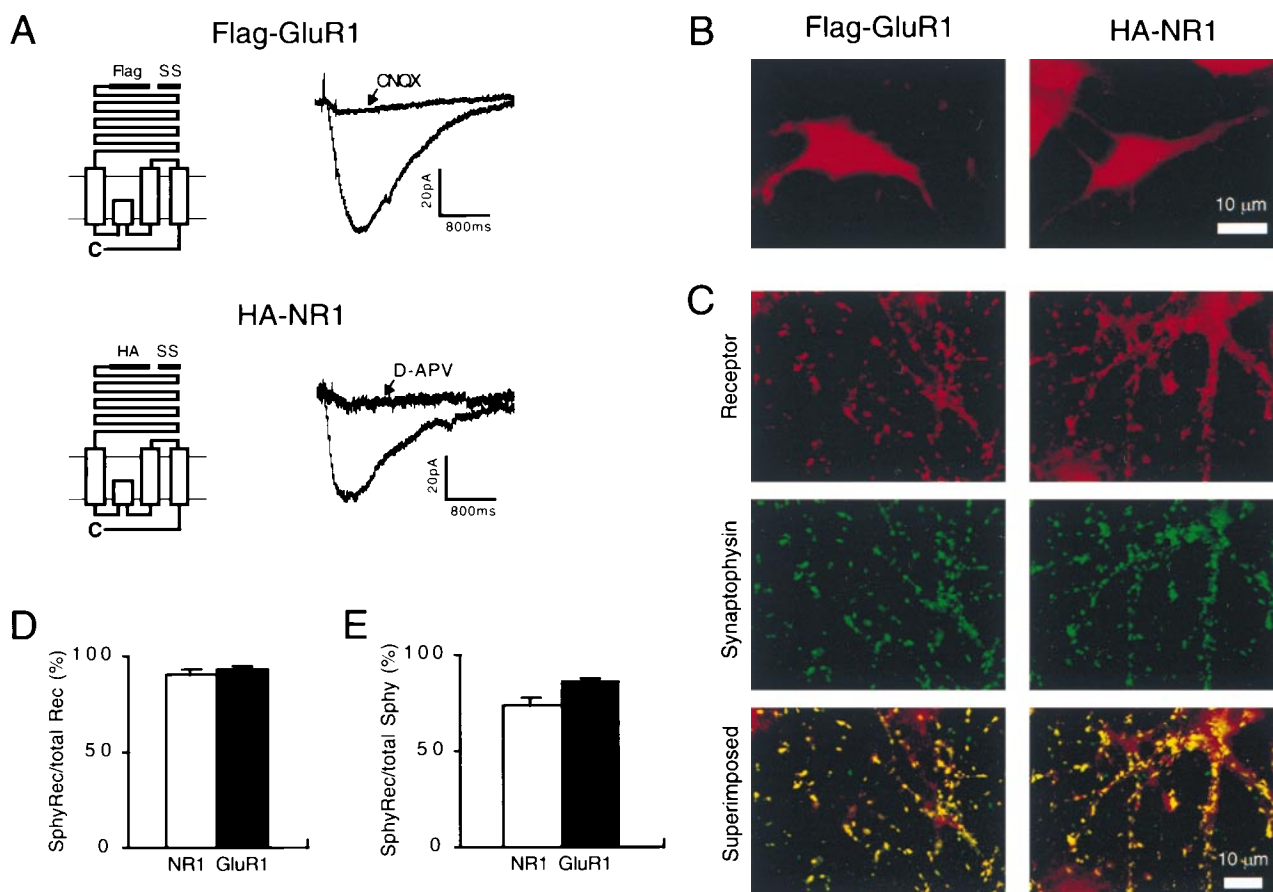 A
Flag-GluR1
Flag SS
C
CNQX
20pA
800ms
HA-NR1
HA SS
C
D-APV
20pA
800ms
B
Flag-GluR1
HA-NR1
10 μm
C
Receptor
Synaptophysin
Superimposed
10 μm
D
SphyRec/total Rec (%)
100
50
0
NR1 GluR1
E
SphyRec/total Sphy (%)
100
50
0
NR1 GluR1